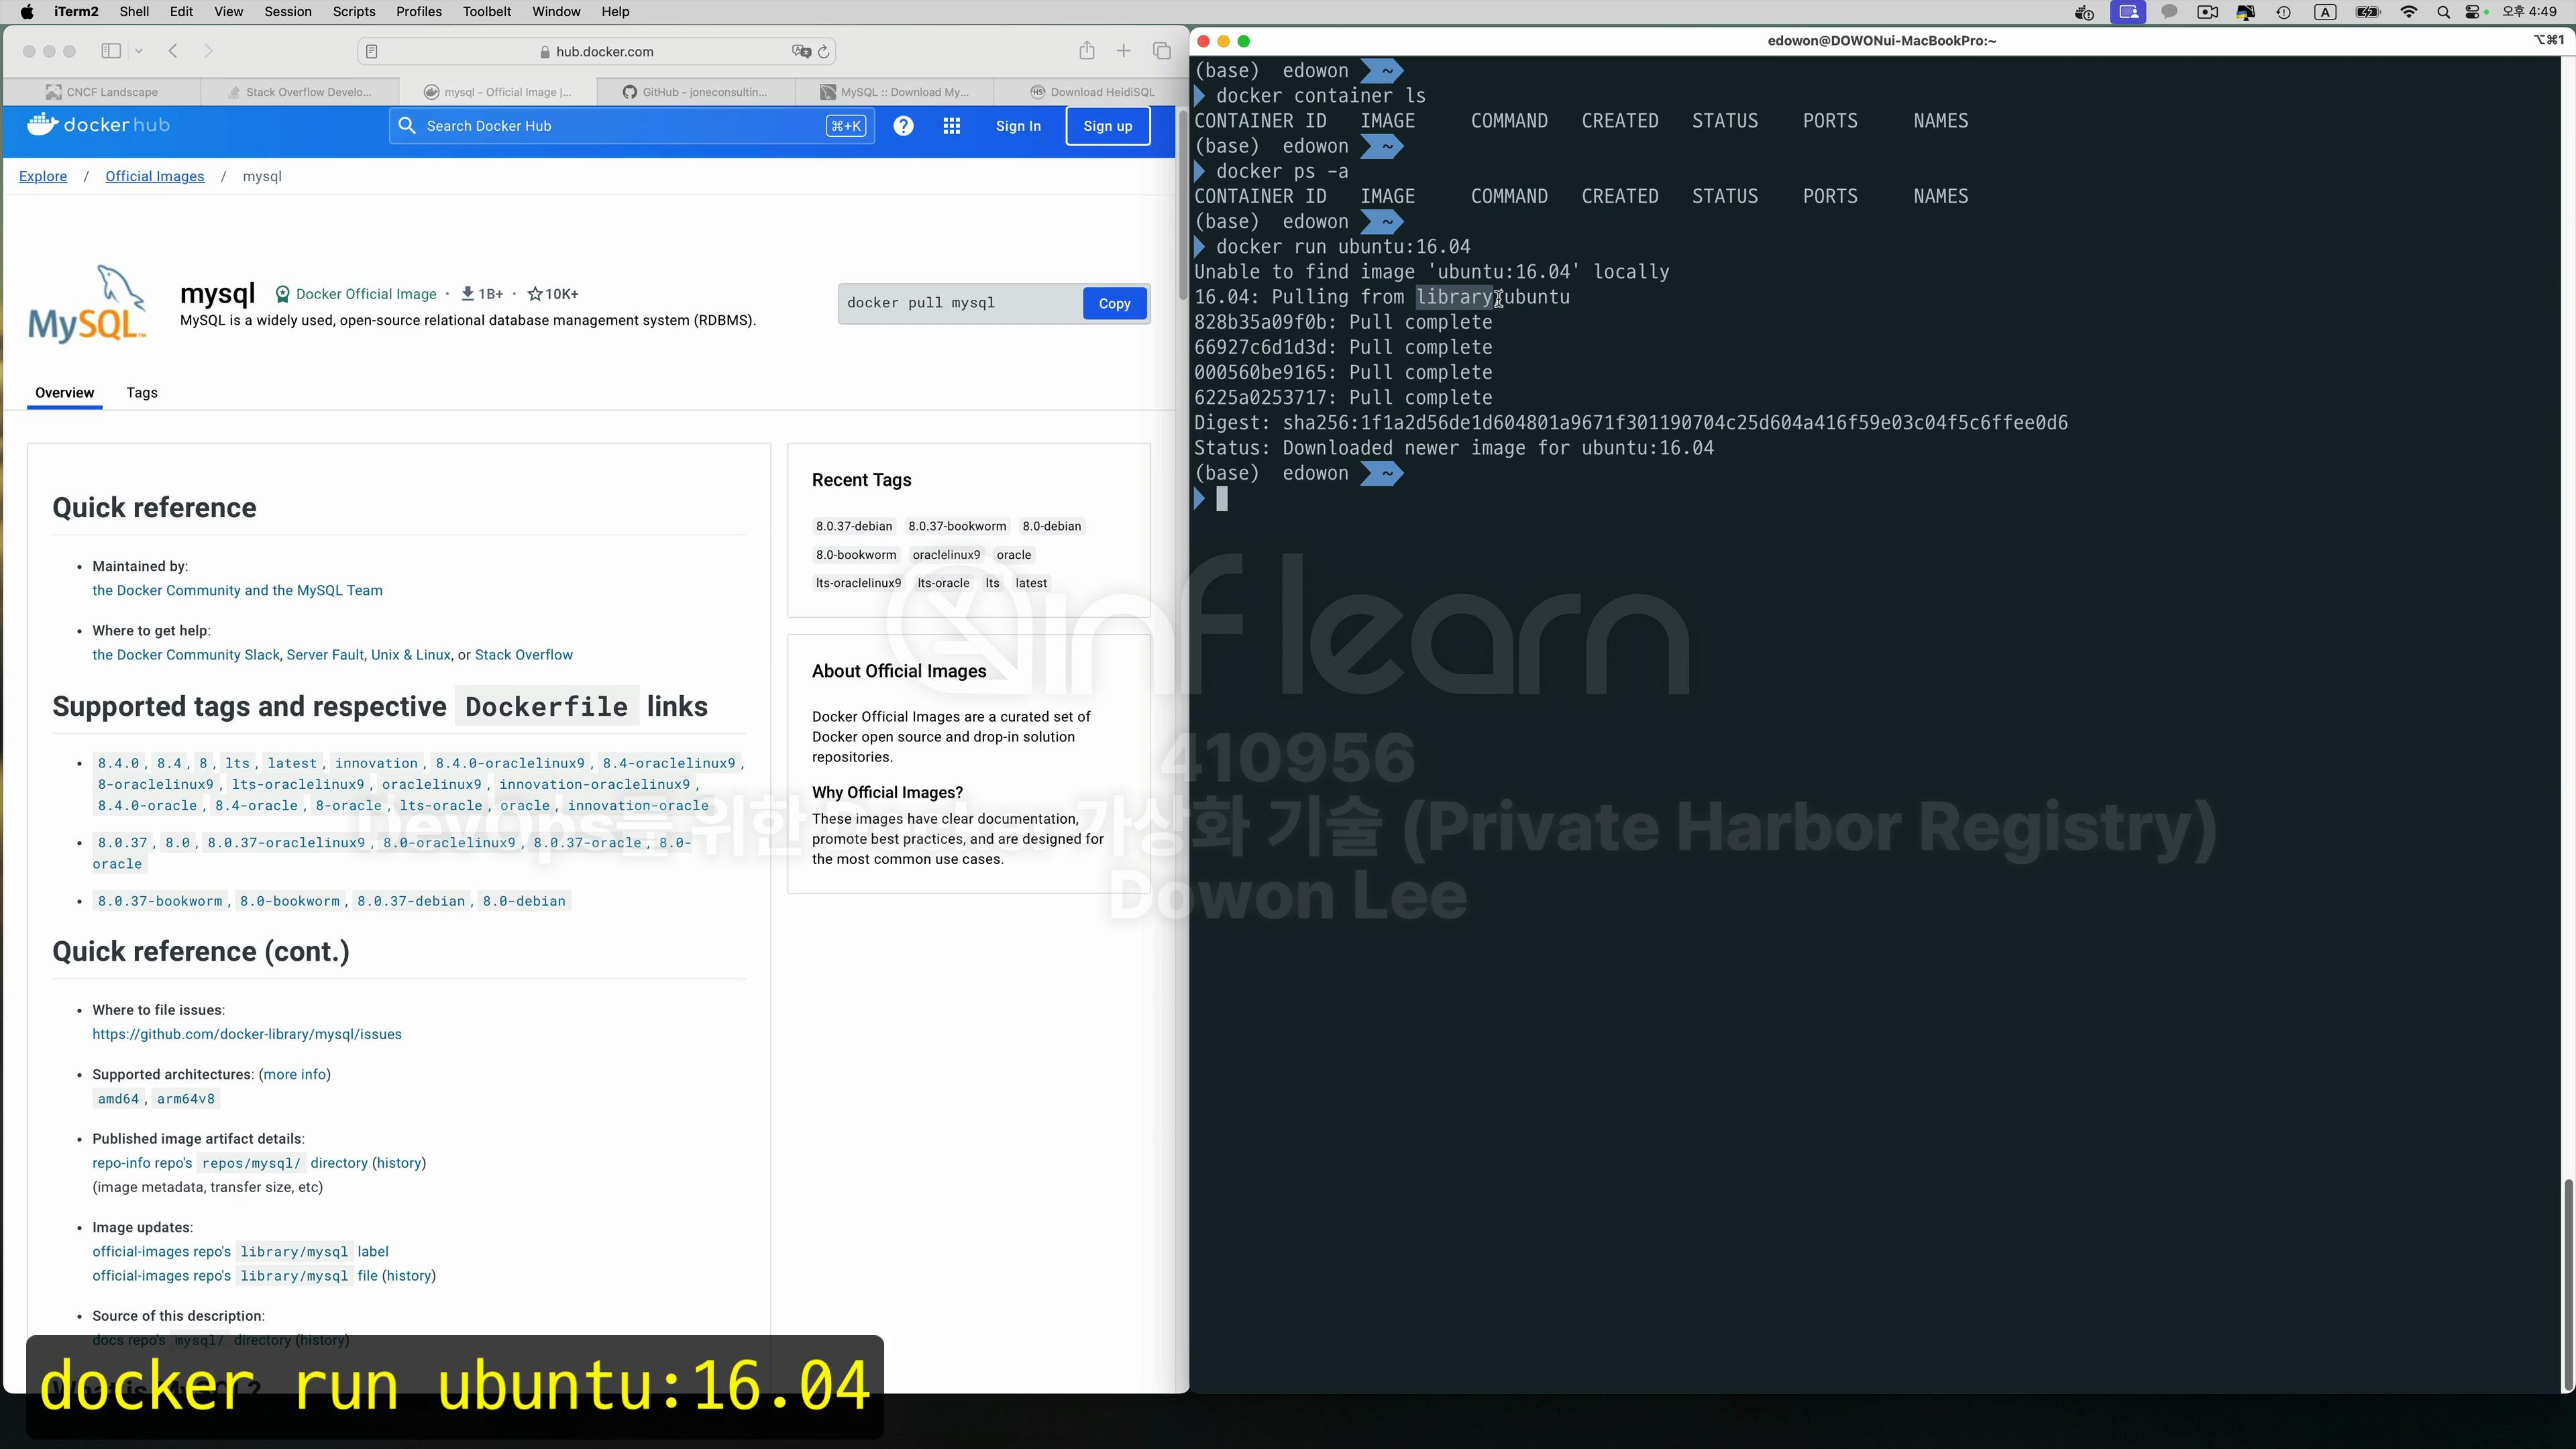 iTerm2 Shell Edit View Session Scripts Profiles Toolbelt Window Help
A 오후 4:49
hub.docker.com
CNCF Landscape
Stack Overflow Develo...
mysql - Official Image |...
GitHub - joneconsultin...
MySQL :: Download My...
HS Download HeidiSQL
docker hub
Search Docker Hub
⌘+K
?
Sign In
Sign up
Explore / Official Images / mysql
MySQL
mysql Docker Official Image · 1B+ · 10K+
MySQL is a widely used, open-source relational database management system (RDBMS).
docker pull mysql
Copy
Overview Tags
Quick reference
• Maintained by:
the Docker Community and the MySQL Team
• Where to get help:
the Docker Community Slack, Server Fault, Unix & Linux, or Stack Overflow
Supported tags and respective Dockerfile links
• 8.4.0, 8.4, 8, lts, latest, innovation, 8.4.0-oraclelinux9, 8.4-oraclelinux9,
8-oraclelinux9, lts-oraclelinux9, oraclelinux9, innovation-oraclelinux9,
8.4.0-oracle, 8.4-oracle, 8-oracle, lts-oracle, oracle, innovation-oracle
• 8.0.37, 8.0, 8.0.37-oraclelinux9, 8.0-oraclelinux9, 8.0.37-oracle, 8.0-
oracle
• 8.0.37-bookworm, 8.0-bookworm, 8.0.37-debian, 8.0-debian
Quick reference (cont.)
• Where to file issues:
https://github.com/docker-library/mysql/issues
• Supported architectures: (more info)
amd64, arm64v8
• Published image artifact details:
repo-info repo's repos/mysql/ directory (history)
(image metadata, transfer size, etc)
• Image updates:
official-images repo's library/mysql label
official-images repo's library/mysql file (history)
• Source of this description:
docs repo's mysql/ directory (history)
Recent Tags
8.0.37-debian 8.0.37-bookworm 8.0-debian
8.0-bookworm oraclelinux9 oracle
lts-oraclelinux9 lts-oracle lts latest
About Official Images
Docker Official Images are a curated set of
Docker open source and drop-in solution
repositories.
Why Official Images?
These images have clear documentation,
promote best practices, and are designed for
the most common use cases.
edowon@DOWONui-MacBookPro:~
⌥⌘1
(base) edowon ~
docker container ls
CONTAINER ID IMAGE COMMAND CREATED STATUS PORTS NAMES
(base) edowon ~
docker ps -a
CONTAINER ID IMAGE COMMAND CREATED STATUS PORTS NAMES
(base) edowon ~
docker run ubuntu:16.04
Unable to find image 'ubuntu:16.04' locally
16.04: Pulling from library/ubuntu
828b35a09f0b: Pull complete
66927c6d1d3d: Pull complete
000560be9165: Pull complete
6225a0253717: Pull complete
Digest: sha256:1f1a2d56de1d604801a9671f301190704c25d604a416f59e03c04f5c6ffee0d6
Status: Downloaded newer image for ubuntu:16.04
(base) edowon ~
inflearn
410956
DevOps를 위한 Docker 가상화 기술 (Private Harbor Registry)
Dowon Lee
docker run ubuntu:16.04